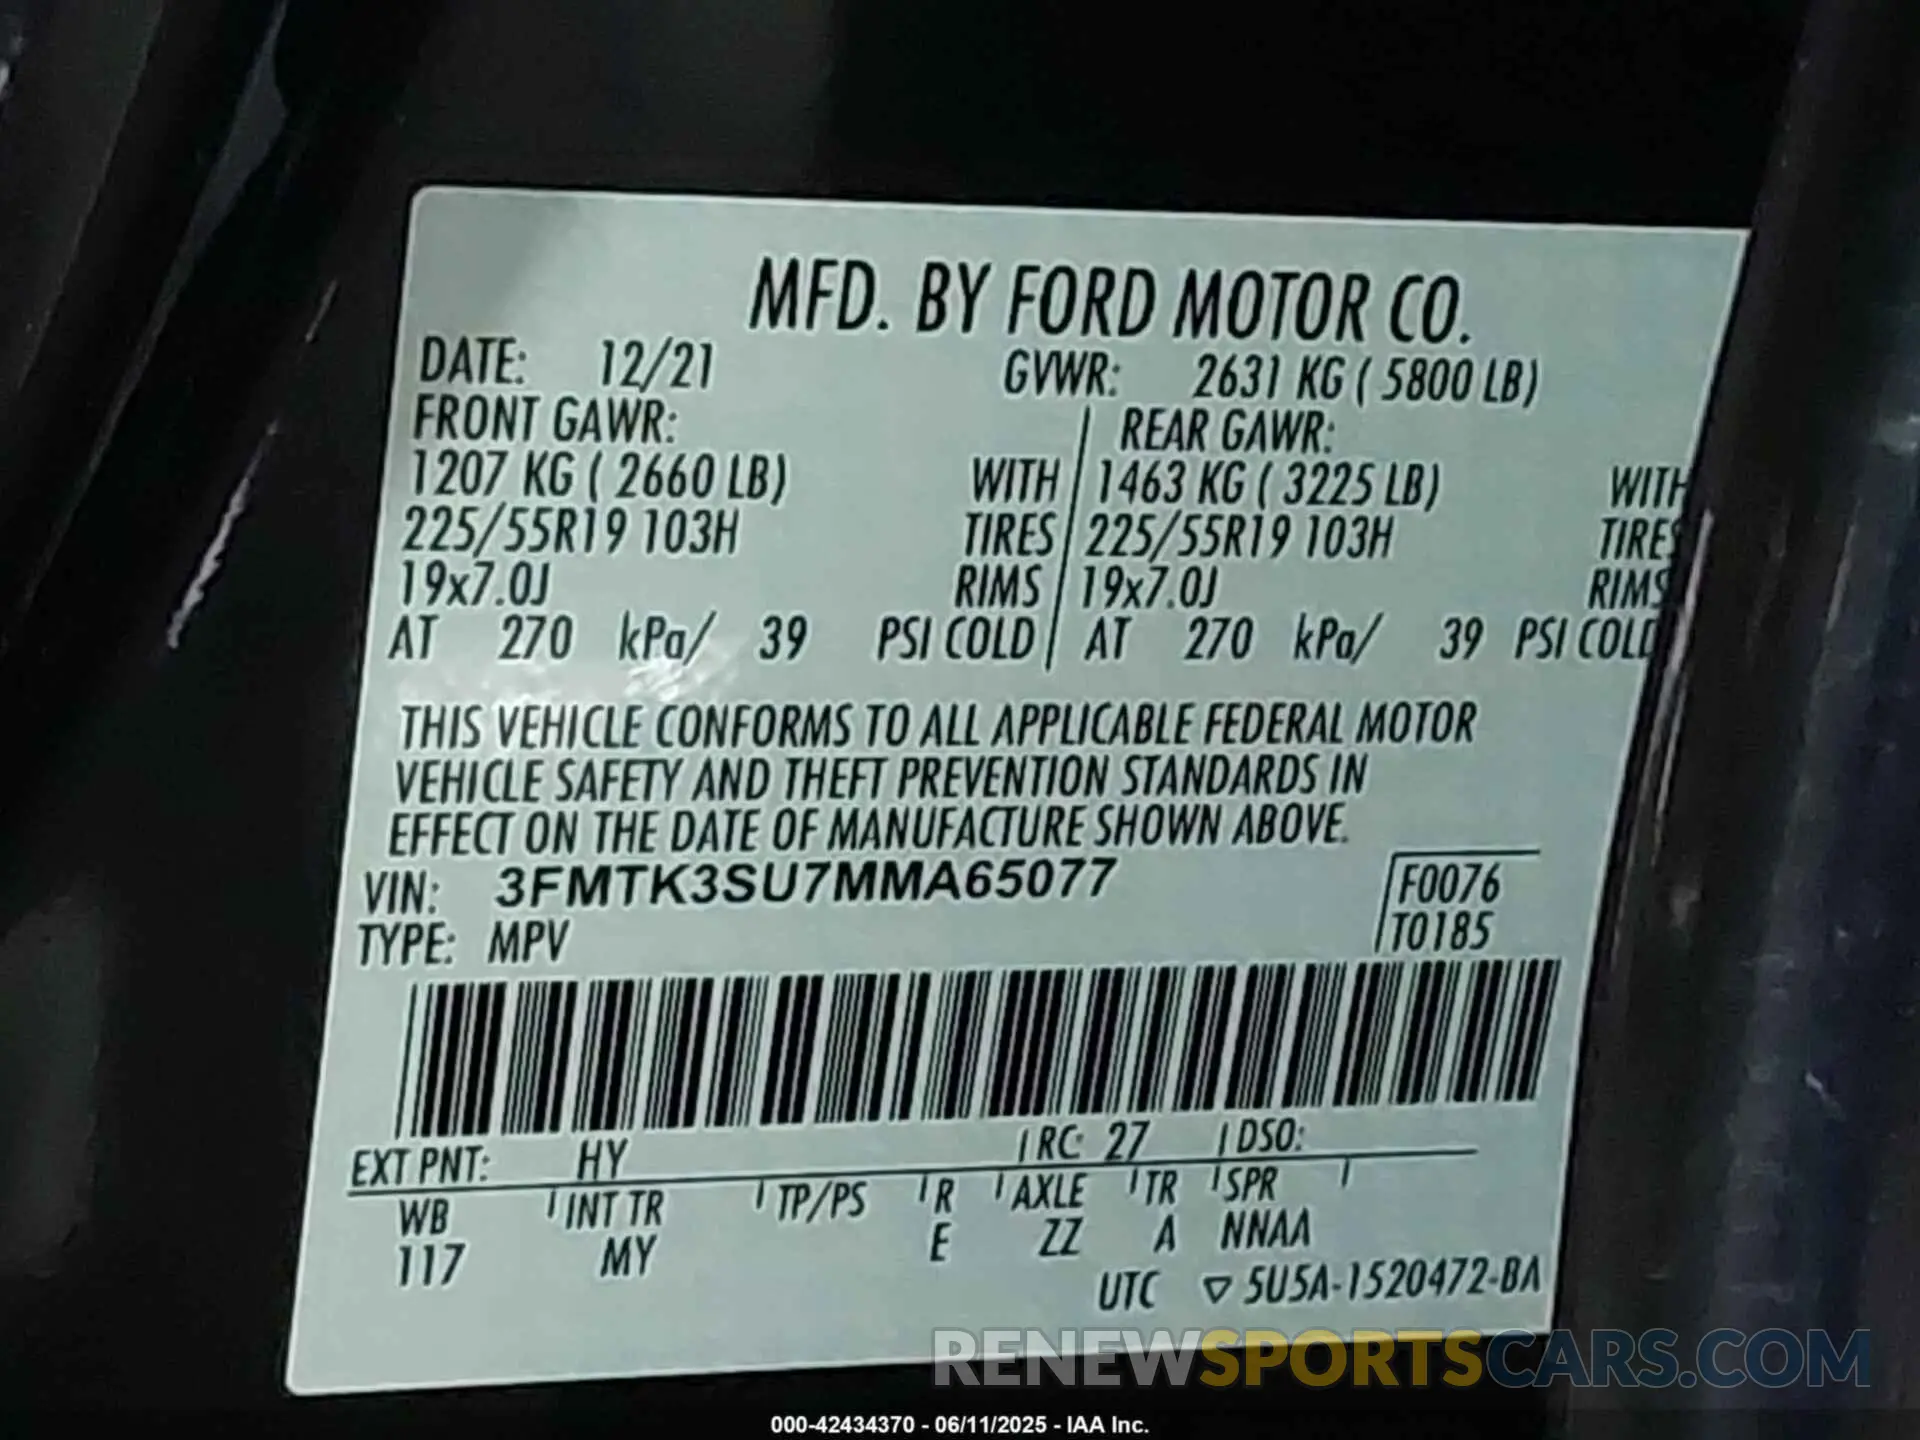 MFD. BY FORD MOTOR CO.
DATE: 12/21 GVWR: 2631 KG ( 5800 LB)
FRONT GAWR: REAR GAWR:
1207 KG ( 2660 LB) WITH 1463 KG ( 3225 LB) WITH
225/55R19 103H TIRES 225/55R19 103H TIRES
19x7.0J RIMS 19x7.0J RIMS
AT 270 kPa/ 39 PSI COLD AT 270 kPa/ 39 PSI COLD
THIS VEHICLE CONFORMS TO ALL APPLICABLE FEDERAL MOTOR
VEHICLE SAFETY AND THEFT PREVENTION STANDARDS IN
EFFECT ON THE DATE OF MANUFACTURE SHOWN ABOVE.
VIN: 3FMTK3SU7MMA65077 F0076
TYPE: MPV T0185
EXT PNT: HY RC: 27 DSO:
WB INT TR TP/PS R AXLE TR SPR
117 MY E ZZ A NNAA
UTC ▽ 5U5A-1520472-BA
RENEWSPORTSCARS.COM
000-42434370 - 06/11/2025 - IAA Inc.